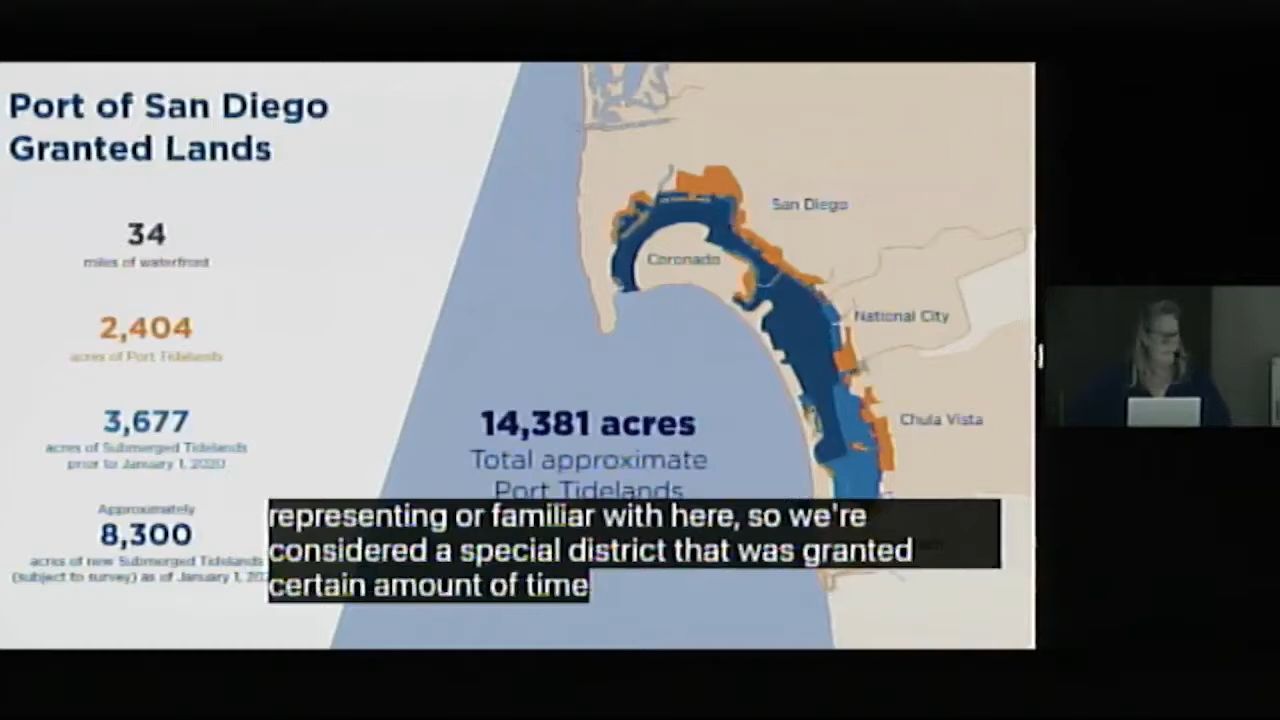 Port of San Diego
Granted Lands
34
miles of waterfront
2,404
acres of Port Tidelands
3,677
acres of Submerged Tidelands
prior to January 1, 2020
Approximately
8,300
acres of new Submerged Tidelands
(subject to survey) as of January 1, 202
San Diego
Coronado
National City
Chula Vista
14,381 acres
Total approximate
Port Tidelands
representing or familiar with here, so we're
considered a special district that was granted
certain amount of time